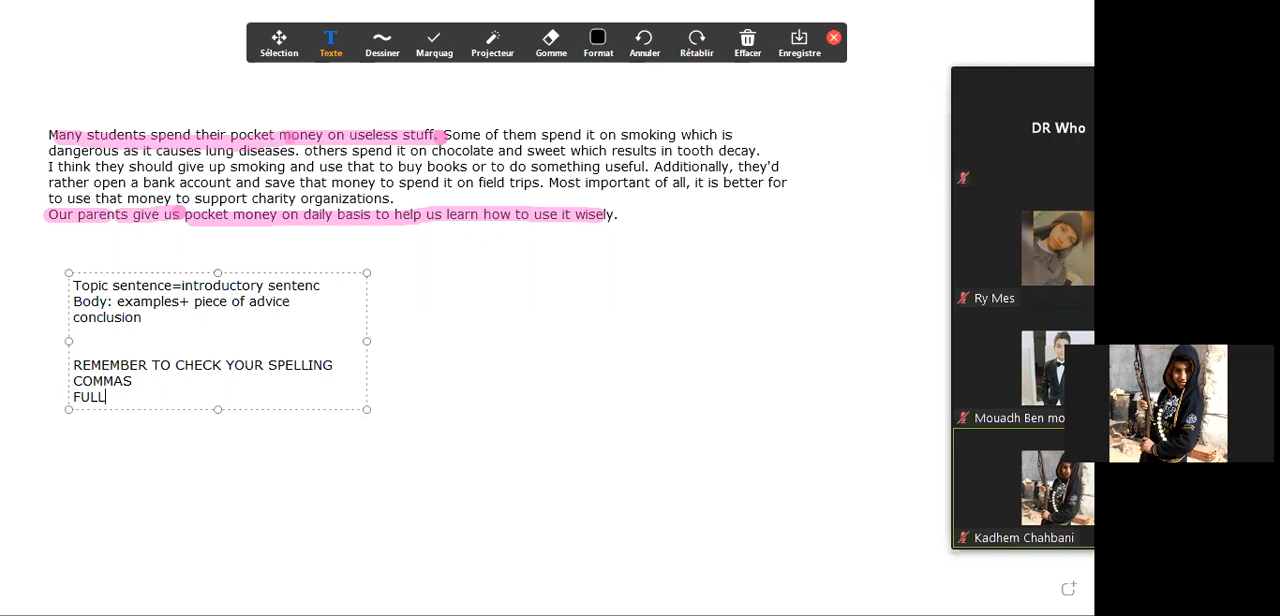 Sélection Texte Dessiner Marquag Projecteur Gomme Format Annuler Rétablir Effacer Enregistre
Many students spend their pocket money on useless stuff. Some of them spend it on smoking which is
dangerous as it causes lung diseases. others spend it on chocolate and sweet which results in tooth decay.
I think they should give up smoking and use that to buy books or to do something useful. Additionally, they'd
rather open a bank account and save that money to spend it on field trips. Most important of all, it is better for
to use that money to support charity organizations.
Our parents give us pocket money on daily basis to help us learn how to use it wisely.
Topic sentence=introductory sentenc
Body: examples+ piece of advice
conclusion
REMEMBER TO CHECK YOUR SPELLING
COMMAS
FULL
DR Who
Ry Mes
Mouadh Ben mo
Kadhem Chahbani